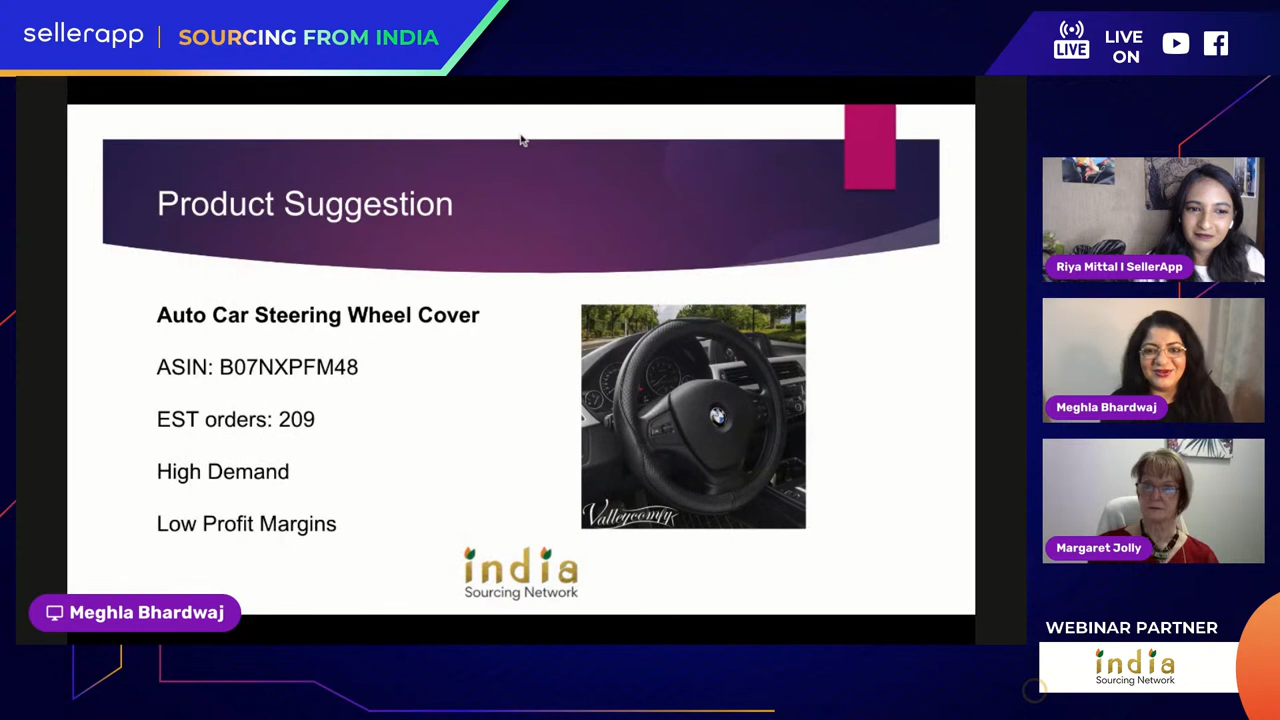 sellerapp
SOURCING FROM INDIA
LIVE
LIVE
ON
Product Suggestion
Auto Car Steering Wheel Cover
ASIN: B07NXPFM48
EST orders: 209
High Demand
Low Profit Margins
Valleycomfy
india
Sourcing Network
Meghla Bhardwaj
Riya Mittal I SellerApp
Meghla Bhardwaj
Margaret Jolly
WEBINAR PARTNER
india
Sourcing Network